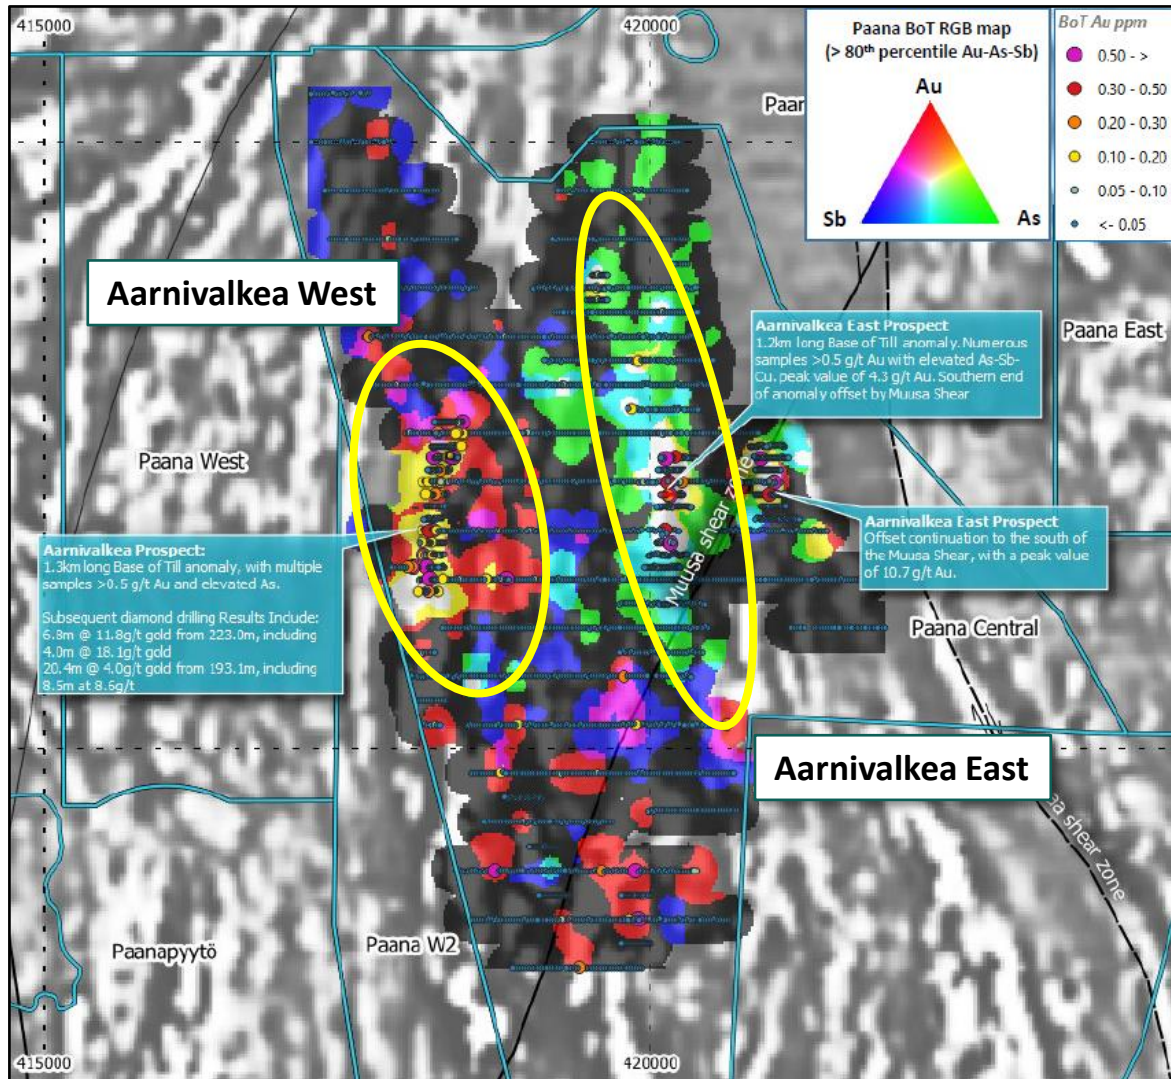 415000
420000
Paana BoT RGB map
(> 80th percentile Au-As-Sb)
Au
Sb
As
BoT Au ppm
0.50 - >
0.30 - 0.50
0.20 - 0.30
0.10 - 0.20
0.05 - 0.10
<- 0.05
Aarnivalkea West
Aarnivalkea East Prospect
1.2km long Base of Till anomaly. Numerous
samples >0.5 g/t Au with elevated As-Sb-
Cu. peak value of 4.3 g/t Au. Southern end
of anomaly offset by Muusa Shear
Paana East
Paana West
Muusa shear zone
Aarnivalkea East Prospect
Offset continuation to the south of
the Muusa Shear, with a peak value
of 10.7 g/t Au.
Aarnivalkea Prospect:
1.3km long Base of Till anomaly, with multiple
samples >0.5 g/t Au and elevated As.
Subsequent diamond drilling Results Include:
6.8m @ 11.8g/t gold from 223.0m, including
4.0m @ 18.1g/t gold
20.4m @ 4.0g/t gold from 193.1m, including
8.5m at 8.6g/t
Paana Central
Aarnivalkea East
shear zone
Paanapyytö
Paana W2
415000
420000